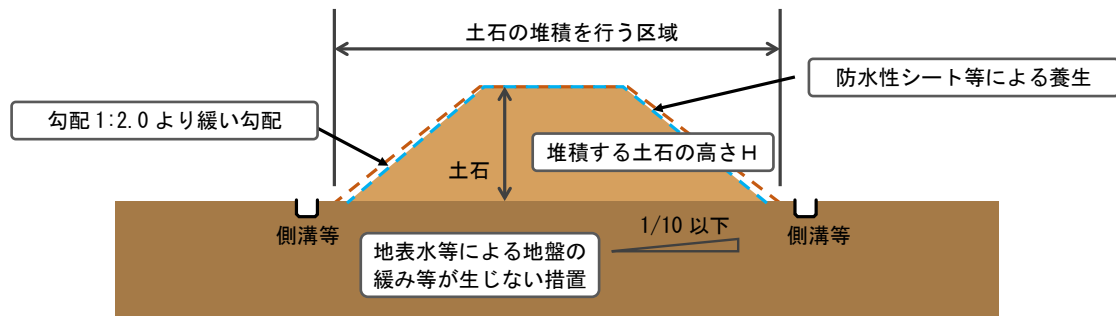 土石の堆積を行う区域
防水性シート等による養生
勾配 1:2.0 より緩い勾配
堆積する土石の高さH
土石
側溝等
1/10 以下
側溝等
地表水等による地盤の
緩み等が生じない措置